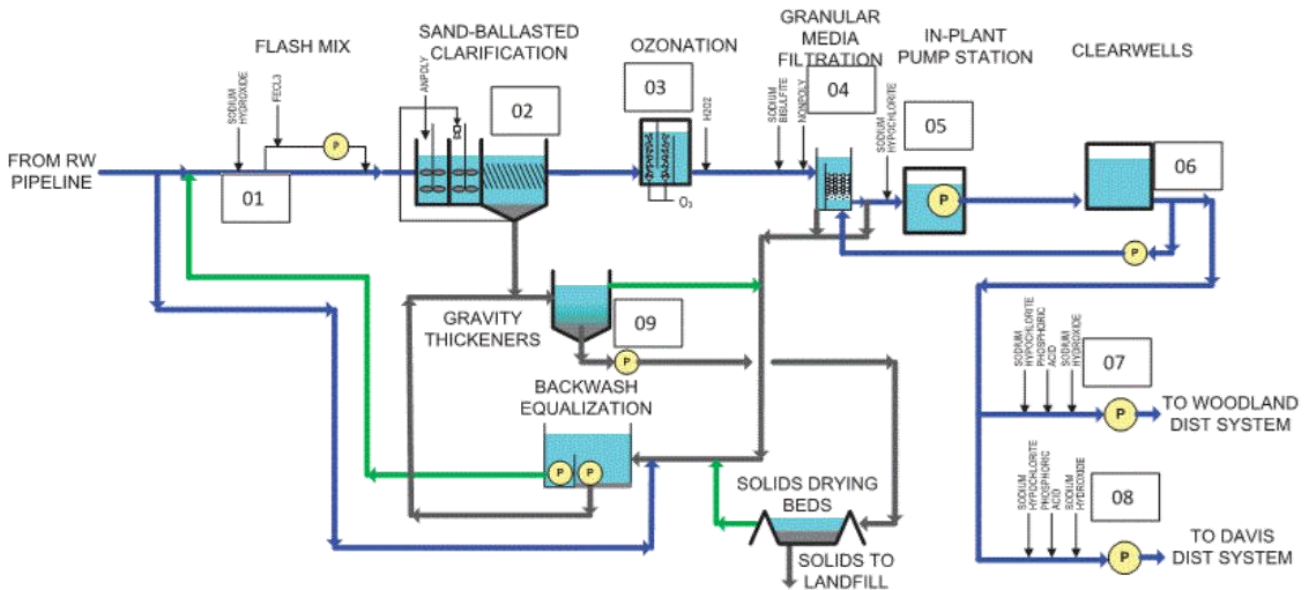 FLASH MIX
SAND-BALLASTED
CLARIFICATION
OZONATION
GRANULAR
MEDIA
FILTRATION
IN-PLANT
PUMP STATION
CLEARWELLS
SODIUM
HYDROXIDE
FECL3
P
ANPOLY
02
03
O₃
H2O2
SODIUM
BISULFITE
NONPOLY
04
SODIUM
HYPOCHLORITE
05
P
06
FROM RW
PIPELINE
01
P
GRAVITY
THICKENERS
09
P
BACKWASH
EQUALIZATION
P
P
SOLIDS DRYING
BEDS
SOLIDS TO
LANDFILL
SODIUM
HYPOCHLORITE
PHOSPHORIC
ACID
SODIUM
HYDROXIDE
07
P
TO WOODLAND
DIST SYSTEM
SODIUM
HYPOCHLORITE
PHOSPHORIC
ACID
SODIUM
HYDROXIDE
08
P
TO DAVIS
DIST SYSTEM